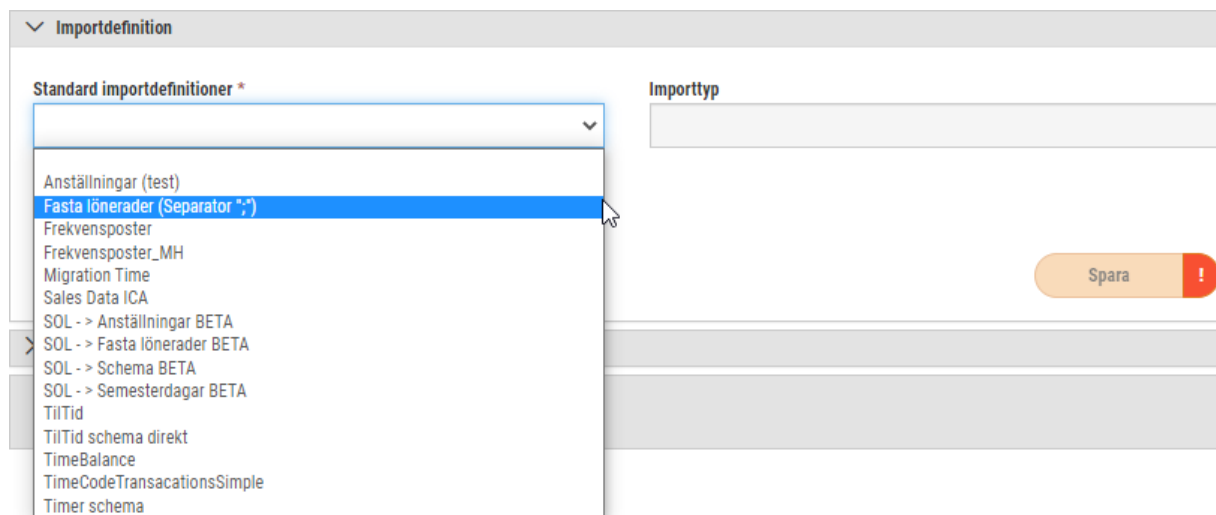 Importdefinition
Standard importdefinitioner *
Importtyp
Anställningar (test)
Fasta lönerader (Separator ";")
Frekvensposter
Frekvensposter_MH
Migration Time
Sales Data ICA
SOL - > Anställningar BETA
SOL - > Fasta lönerader BETA
SOL - > Schema BETA
SOL - > Semesterdagar BETA
TilTid
TilTid schema direkt
TimeBalance
TimeCodeTransacationsSimple
Timer schema
Spara !